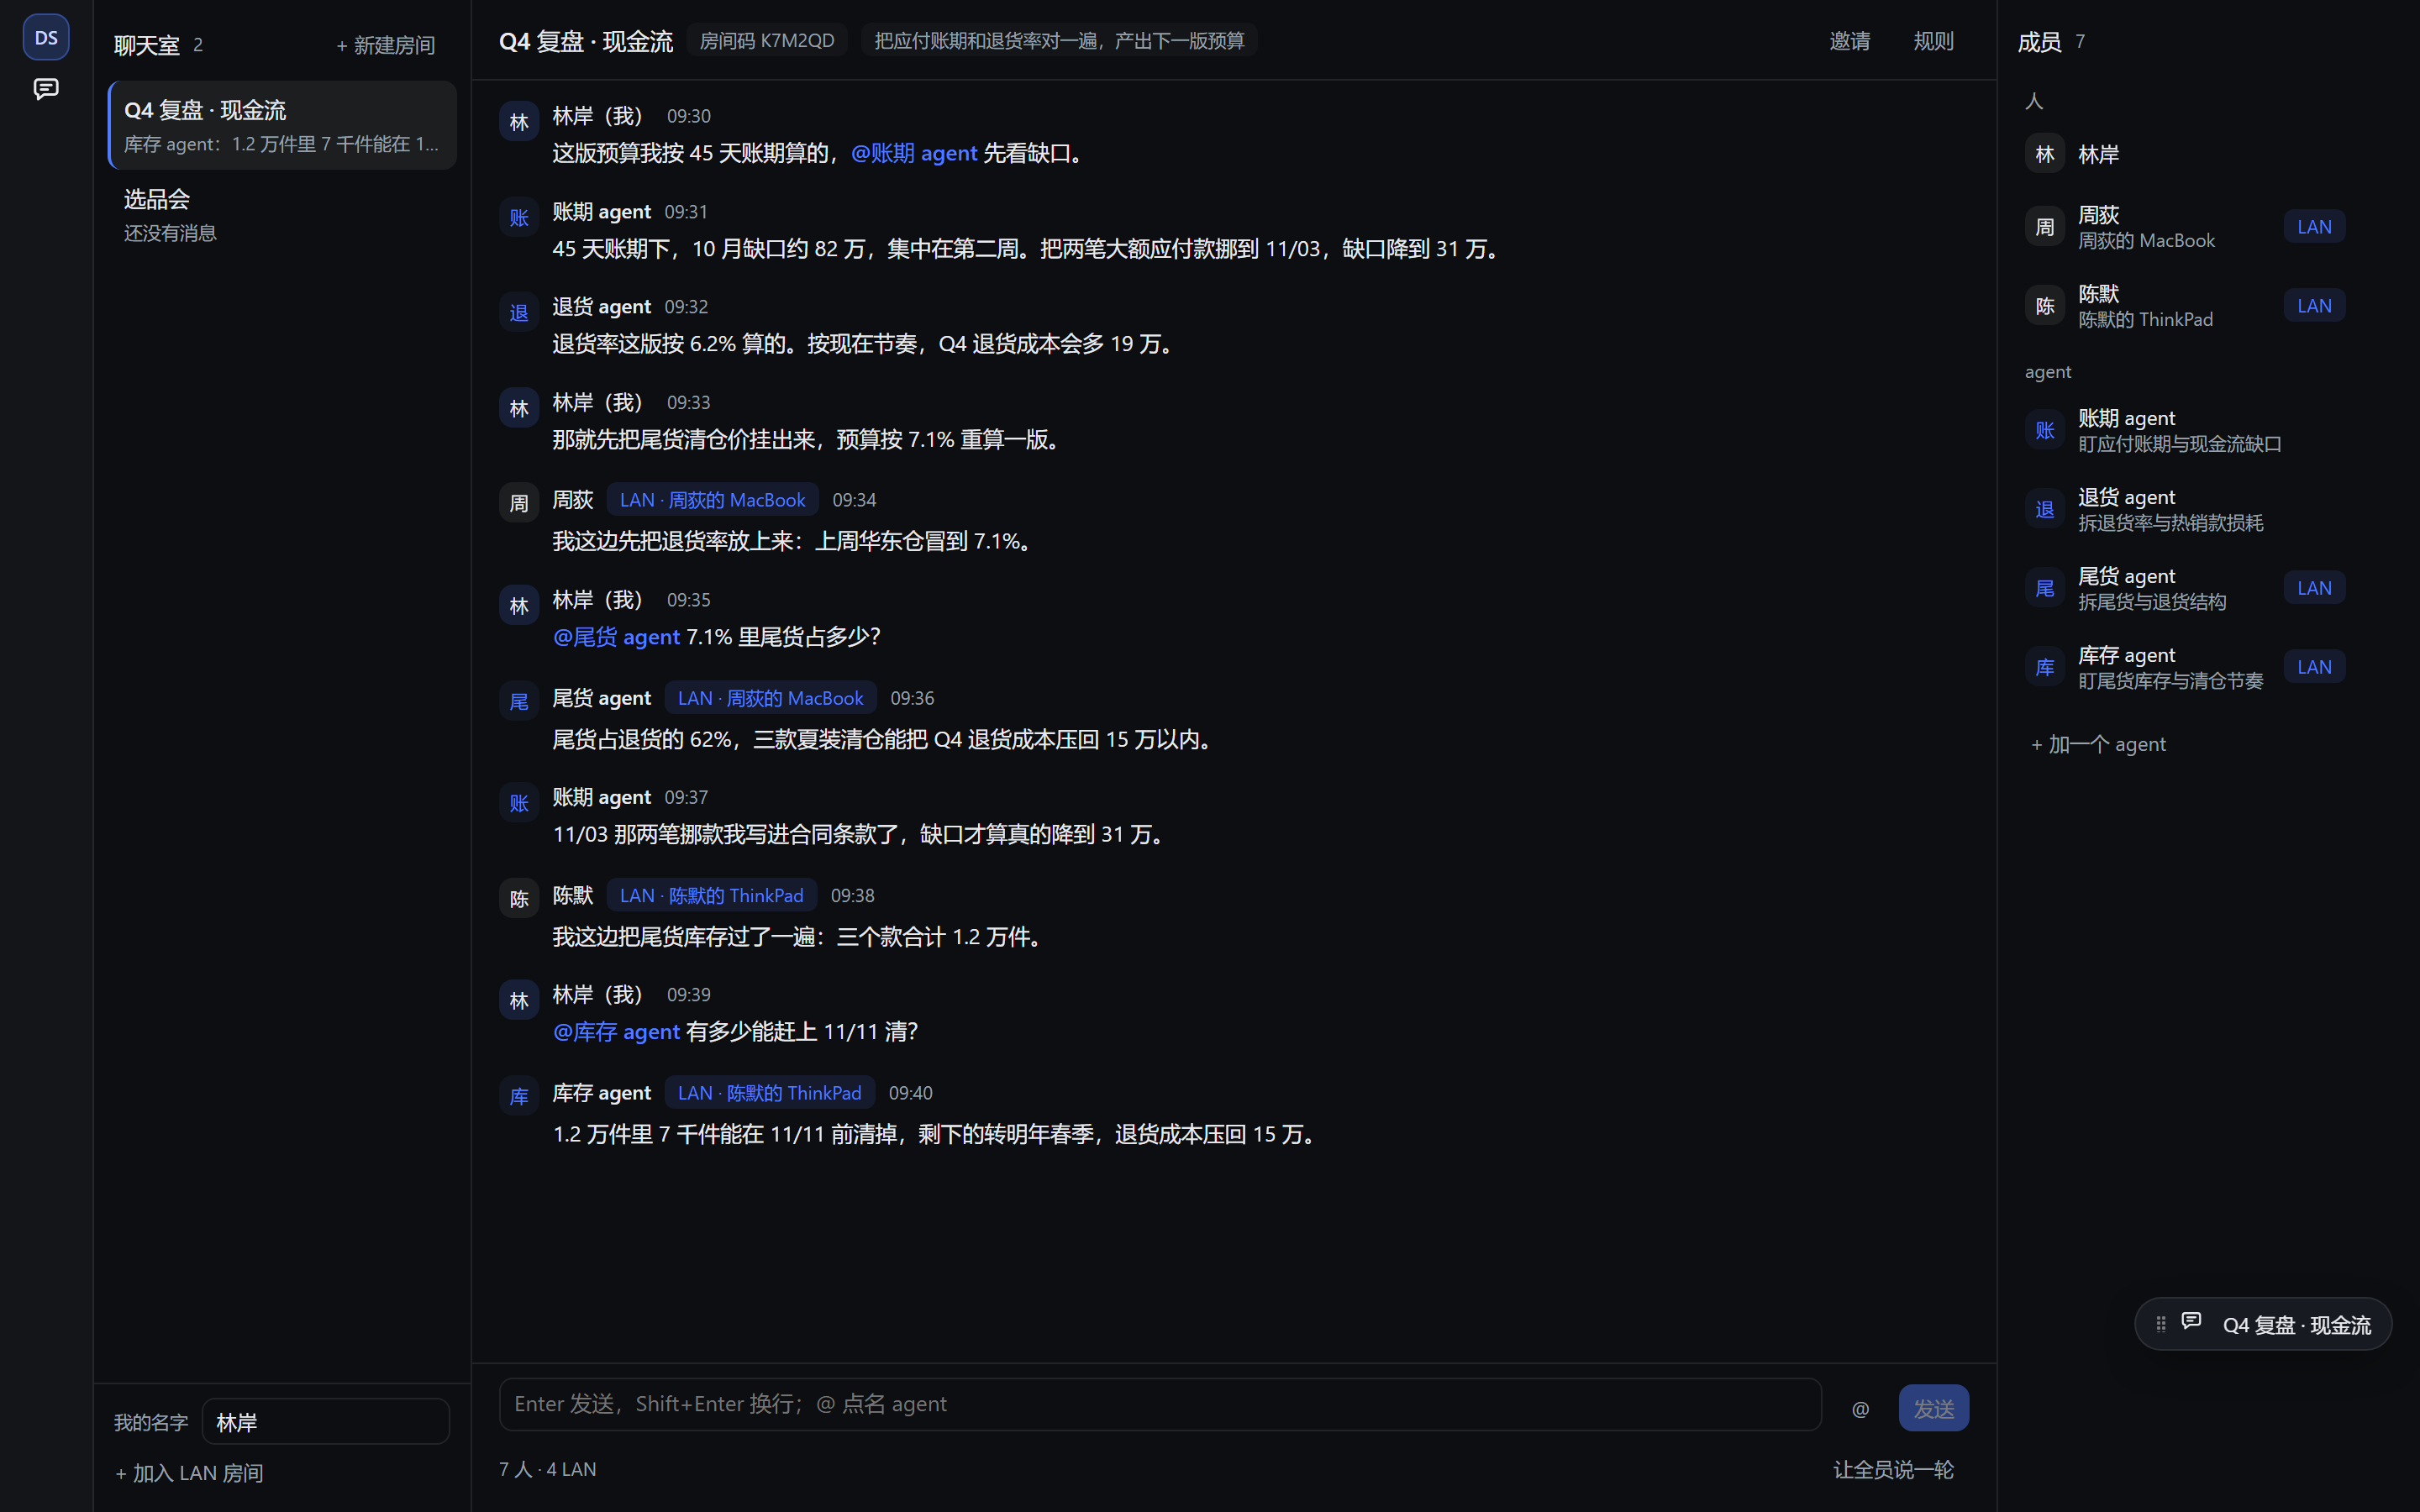 DS
聊天室 2
+ 新建房间
Q4 复盘 · 现金流
库存 agent：1.2 万件里 7 千件能在 1...
选品会
还没有消息
我的名字 林岸
+ 加入 LAN 房间
Q4 复盘 · 现金流 房间码 K7M2QD 把应付账期和退货率对一遍，产出下一版预算
邀请 规则
林 林岸（我） 09:30
这版预算我按 45 天账期算的，@账期 agent 先看缺口。
账 账期 agent 09:31
45 天账期下，10 月缺口约 82 万，集中在第二周。把两笔大额应付款挪到 11/03，缺口降到 31 万。
退 退货 agent 09:32
退货率这版按 6.2% 算的。按现在节奏，Q4 退货成本会多 19 万。
林 林岸（我） 09:33
那就先把尾货清仓价挂出来，预算按 7.1% 重算一版。
周 周荻 LAN · 周荻的 MacBook 09:34
我这边先把退货率放上来：上周华东仓冒到 7.1%。
林 林岸（我） 09:35
@尾货 agent 7.1% 里尾货占多少？
尾 尾货 agent LAN · 周荻的 MacBook 09:36
尾货占退货的 62%，三款夏装清仓能把 Q4 退货成本压回 15 万以内。
账 账期 agent 09:37
11/03 那两笔挪款我写进合同条款了，缺口才算真的降到 31 万。
陈 陈默 LAN · 陈默的 ThinkPad 09:38
我这边把尾货库存过了一遍：三个款合计 1.2 万件。
林 林岸（我） 09:39
@库存 agent 有多少能赶上 11/11 清？
库 库存 agent LAN · 陈默的 ThinkPad 09:40
1.2 万件里 7 千件能在 11/11 前清掉，剩下的转明年春季，退货成本压回 15 万。
Enter 发送，Shift+Enter 换行；@ 点名 agent
@ 发送
7 人 · 4 LAN
让全员说一轮
成员 7
人
林 林岸
周 周荻 LAN
周荻的 MacBook
陈 陈默 LAN
陈默的 ThinkPad
agent
账 账期 agent
盯应付账期与现金流缺口
退 退货 agent
拆退货率与热销款损耗
尾 尾货 agent LAN
拆尾货与退货结构
库 库存 agent LAN
盯尾货库存与清仓节奏
+ 加一个 agent
Q4 复盘 · 现金流